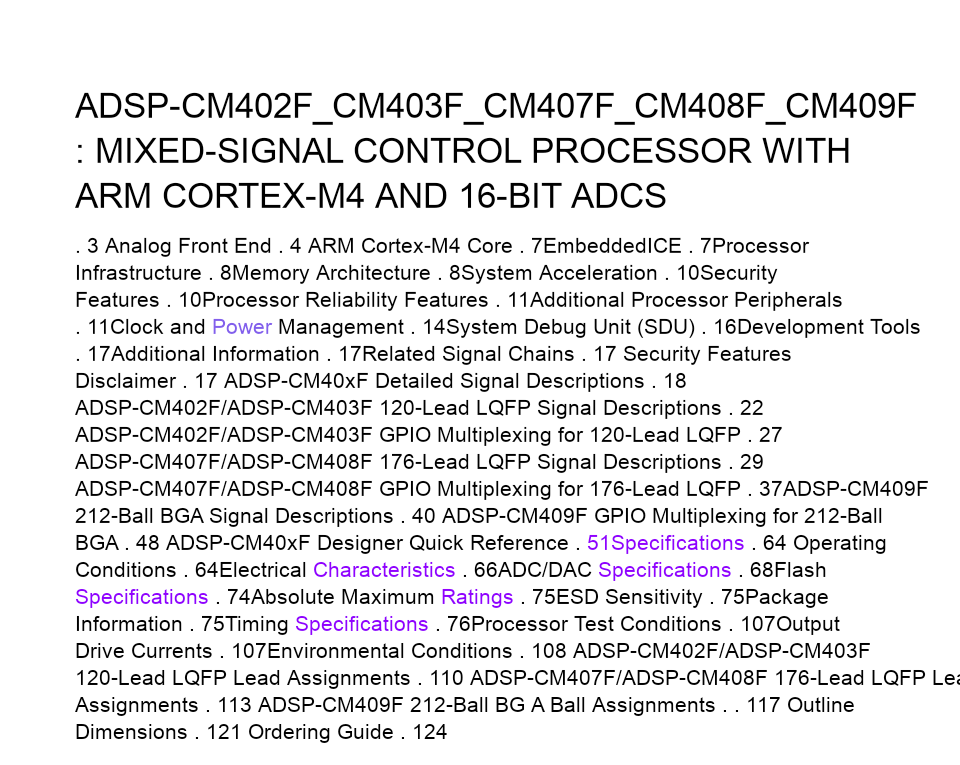 ADSP-CM402F_CM403F_CM407F_CM408F_CM409F
: MIXED-SIGNAL CONTROL PROCESSOR WITH
ARM CORTEX-M4 AND 16-BIT ADCS
. 3 Analog Front End . 4 ARM Cortex-M4 Core . 7EmbeddedICE . 7Processor
Infrastructure . 8Memory Architecture . 8System Acceleration . 10Security
Features . 10Processor Reliability Features . 11Additional Processor Peripherals
. 11Clock and Power Management . 14System Debug Unit (SDU) . 16Development Tools
. 17Additional Information . 17Related Signal Chains . 17 Security Features
Disclaimer . 17 ADSP-CM40xF Detailed Signal Descriptions . 18
ADSP-CM402F/ADSP-CM403F 120-Lead LQFP Signal Descriptions . 22
ADSP-CM402F/ADSP-CM403F GPIO Multiplexing for 120-Lead LQFP . 27
ADSP-CM407F/ADSP-CM408F 176-Lead LQFP Signal Descriptions . 29
ADSP-CM407F/ADSP-CM408F GPIO Multiplexing for 176-Lead LQFP . 37ADSP-CM409F
212-Ball BGA Signal Descriptions . 40 ADSP-CM409F GPIO Multiplexing for 212-Ball
BGA . 48 ADSP-CM40xF Designer Quick Reference . 51Specifications . 64 Operating
Conditions . 64Electrical Characteristics . 66ADC/DAC Specifications . 68Flash
Specifications . 74Absolute Maximum Ratings . 75ESD Sensitivity . 75Package
Information . 75Timing Specifications . 76Processor Test Conditions . 107Output
Drive Currents . 107Environmental Conditions . 108 ADSP-CM402F/ADSP-CM403F
120-Lead LQFP Lead Assignments . 110 ADSP-CM407F/ADSP-CM408F 176-Lead LQFP
Assignments . 113 ADSP-CM409F 212-Ball BG A Ball Assignments . . 117 Outline
Dimensions . 121 Ordering Guide . 124